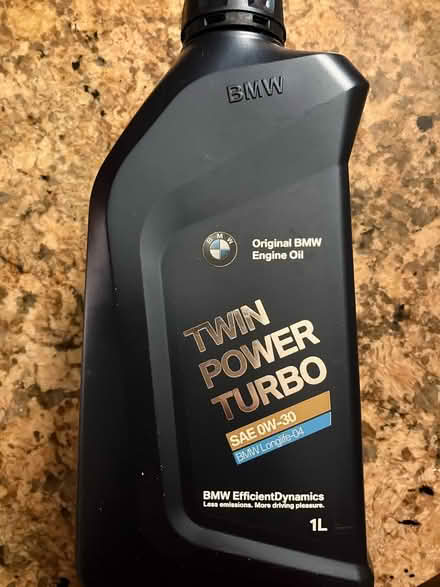 BMW
BMW
Original BMW
Engine Oil
TWIN
POWER
TURBO
SAE 0W-30
BMW Longlife-04
BMW EfficientDynamics
Less emissions. More driving pleasure.
1L